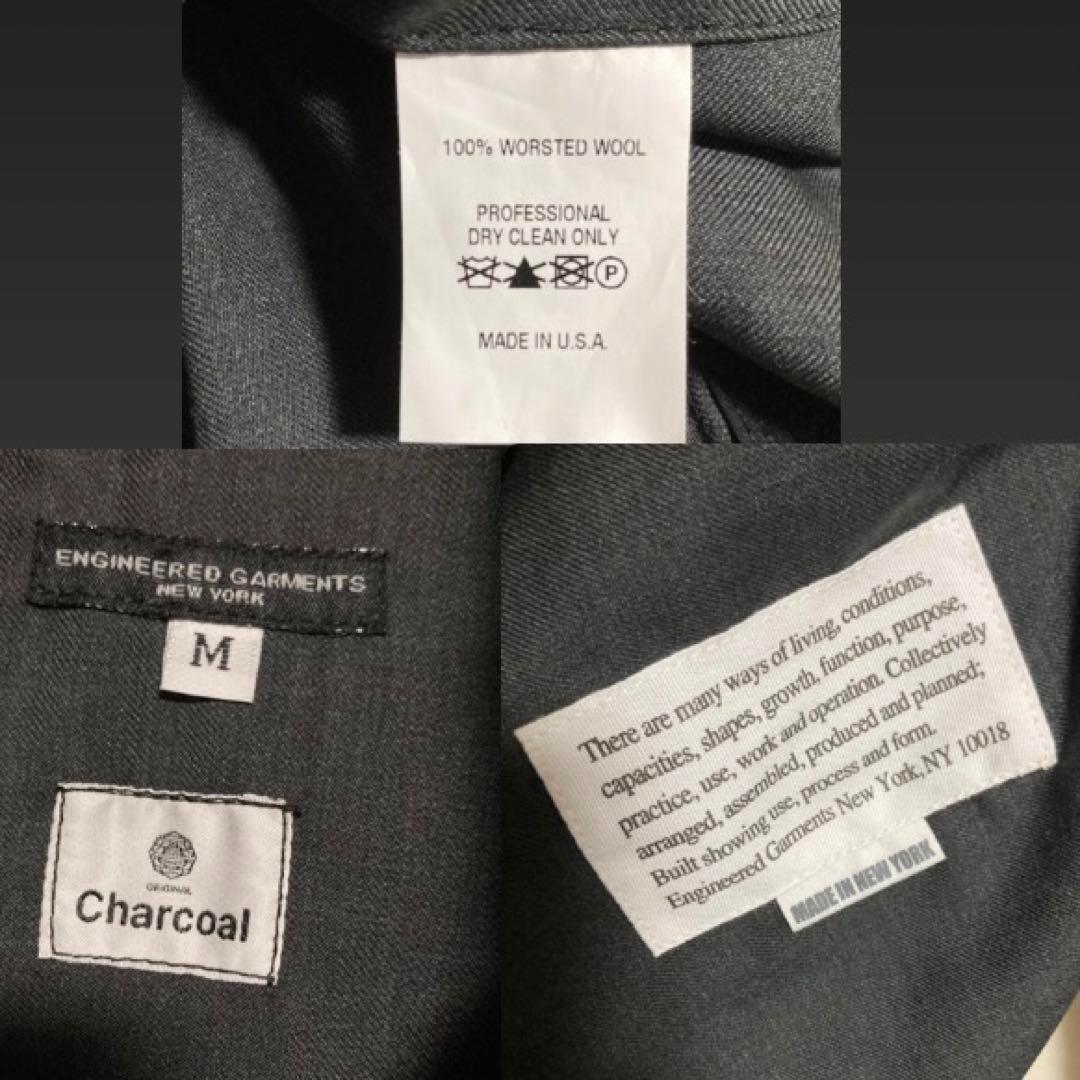 100% WORSTED WOOL
PROFESSIONAL
DRY CLEAN ONLY
P
MADE IN U.S.A.
ENGINEERED GARMENTS
NEW YORK
M
ORIGINAL
Charcoal
There are many ways of living, conditions,
capacities, shapes, growth, function, purpose,
practice, use, work and operation. Collectively
arranged, assembled, produced and planned;
Built showing use, process and form.
Engineered Garments New York, NY 10018
MADE IN NEW YORK